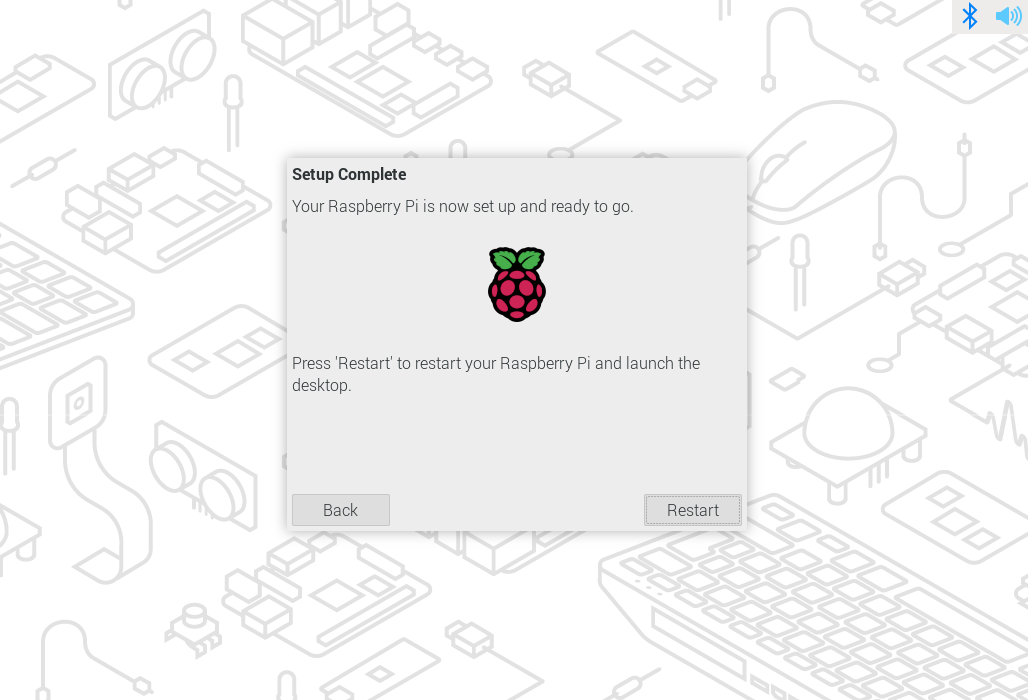 Setup Complete
Your Raspberry Pi is now set up and ready to go.
Press 'Restart' to restart your Raspberry Pi and launch the
desktop.
Back
Restart